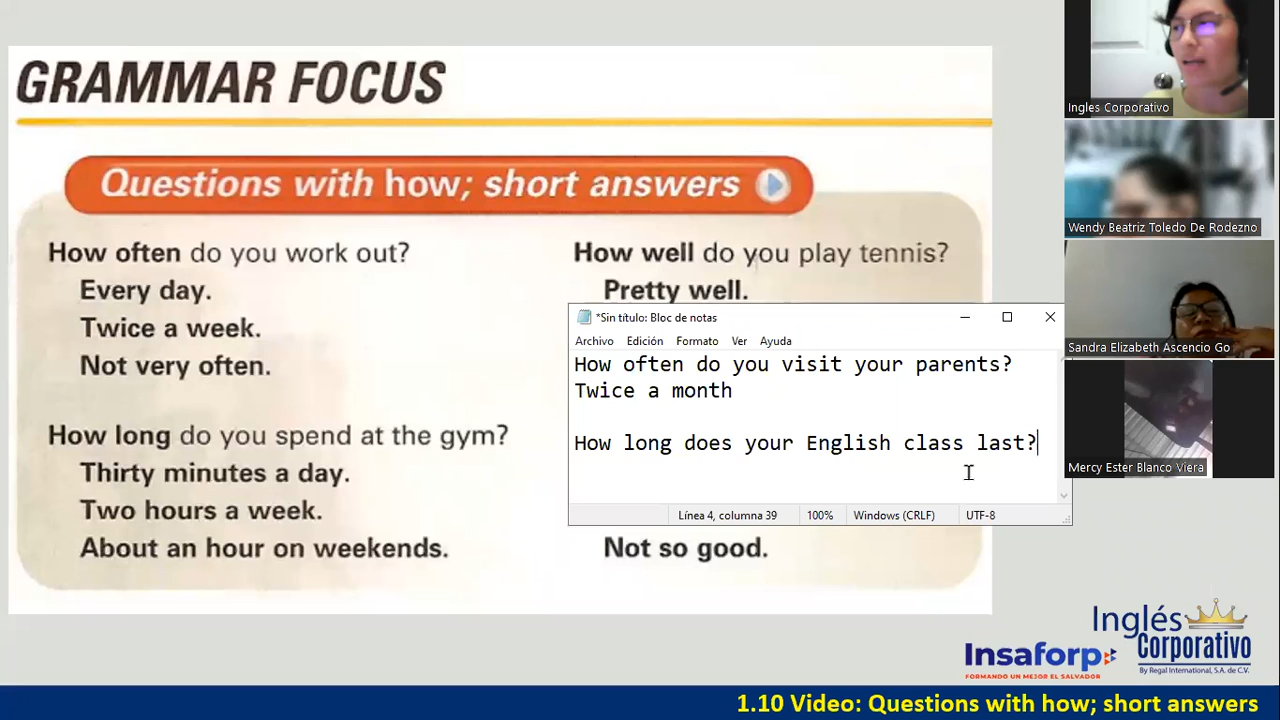 GRAMMAR FOCUS
Questions with how; short answers
How often do you work out?
Every day.
Twice a week.
Not very often.
How long do you spend at the gym?
Thirty minutes a day.
Two hours a week.
About an hour on weekends.
How well do you play tennis?
Pretty well.
*Sin título: Bloc de notas
Archivo Edición Formato Ver Ayuda
How often do you visit your parents?
Twice a month
How long does your English class last?
Línea 4, columna 39 100% Windows (CRLF) UTF-8
Not so good.
Ingles Corporativo
Wendy Beatriz Toledo De Rodezno
Sandra Elizabeth Ascencio Go
Mercy Ester Blanco Viera
Insaforp
FORMANDO UN MEJOR EL SALVADOR
Inglés
Corporativo
By Regal International, S.A. de C.V.
1.10 Video: Questions with how; short answers